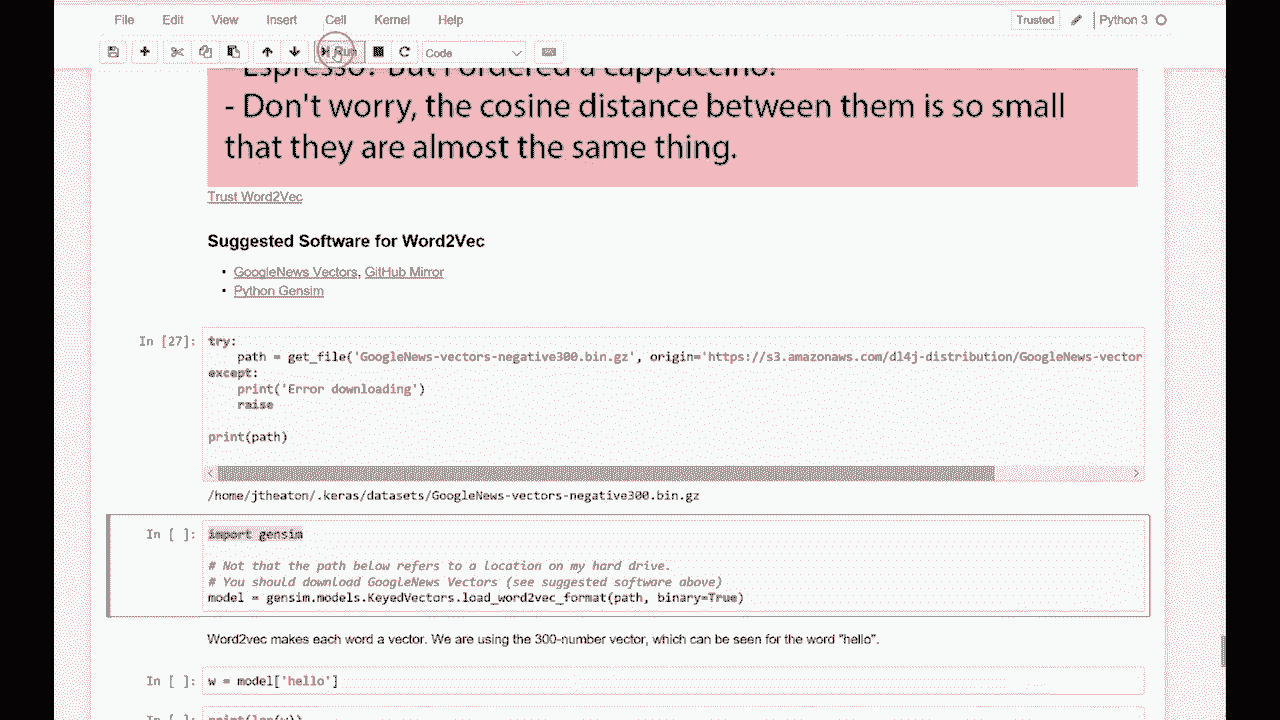 File Edit View Insert Cell Kernel Help Trusted Python 3
Run Code
- Espresso? But I ordered a cappuccino!
- Don't worry, the cosine distance between them is so small
that they are almost the same thing.
Trust Word2Vec
Suggested Software for Word2Vec
• GoogleNews Vectors, GitHub Mirror
• Python Gensim
In [27]: try:
path = get_file('GoogleNews-vectors-negative300.bin.gz', origin='https://s3.amazonaws.com/dl4j-distribution/GoogleNews-vector
except:
print('Error downloading')
raise
print(path)
/home/jtheaton/.keras/datasets/GoogleNews-vectors-negative300.bin.gz
In [ ]: import gensim
# Not that the path below refers to a location on my hard drive.
# You should download GoogleNews Vectors (see suggested software above)
model = gensim.models.KeyedVectors.load_word2vec_format(path, binary=True)
Word2vec makes each word a vector. We are using the 300-number vector, which can be seen for the word "hello".
In [ ]: w = model['hello']
In [ ]: print(len(w))